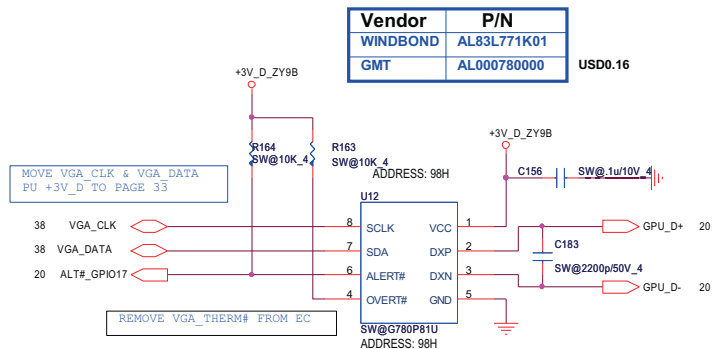 Vendor P/N
WINDBOND AL83L771K01
GMT AL000780000
USD0.16
+3V_D_ZY9B
R164
SW@10K_4
R163
SW@10K_4
+3V_D_ZY9B
ADDRESS: 98H
C156
SW@.1u/10V_4
MOVE VGA_CLK & VGA_DATA
PU +3V_D TO PAGE 33
U12
38 VGA_CLK 8 SCLK VCC 1 GPU_D+ 20
38 VGA_DATA 7 SDA DXP 2
C183
SW@2200p/50V_4
20 ALT#_GPIO17 6 ALERT# DXN 3
GPU_D- 20
4 OVERT# GND 5
REMOVE VGA_THERM# FROM EC
SW@G780P81U
ADDRESS: 98H